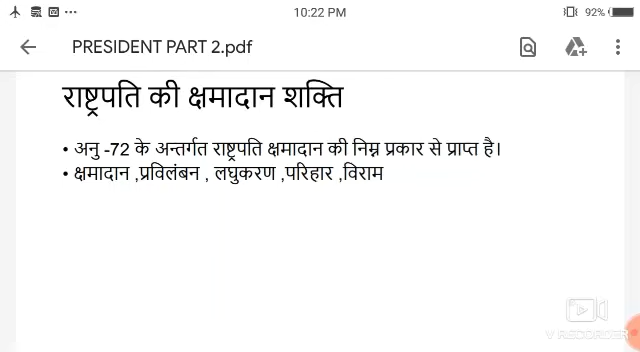 10:22 PM
92%
PRESIDENT PART 2.pdf
राष्ट्रपति की क्षमादान शक्ति
• अनु -72 के अन्तर्गत राष्ट्रपति क्षमादान की निम्न प्रकार से प्राप्त है।
• क्षमादान ,प्रविलंबन , लघुकरण ,परिहार ,विराम
V RECORDER